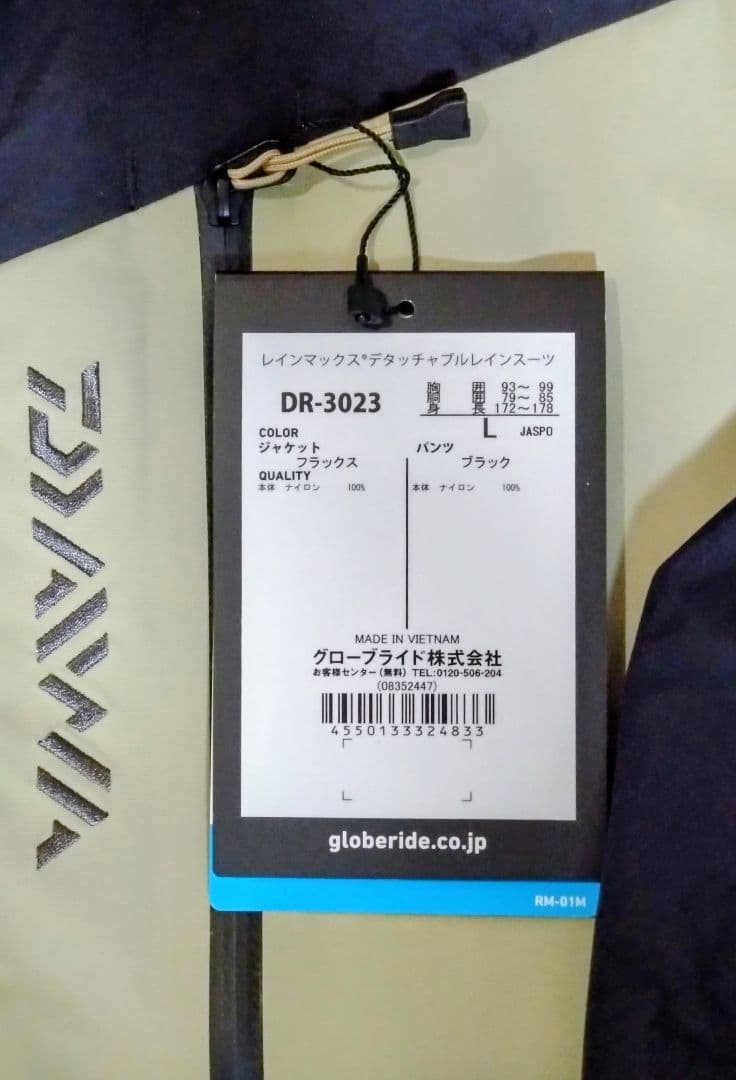 DAIWA
レインマックス®デタッチャブルレインスーツ
DR-3023
胸 囲 93～ 99
胴 囲 79～ 85
身 長 172～178
L JASPO
COLOR
ジャケット パンツ
フラックス ブラック
QUALITY
本体 ナイロン 100% 本体 ナイロン 100%
MADE IN VIETNAM
グローブライド株式会社
お客様センター(無料) TEL:0120-506-204
(08352447)
4550133324833
globeride.co.jp
RM-01M